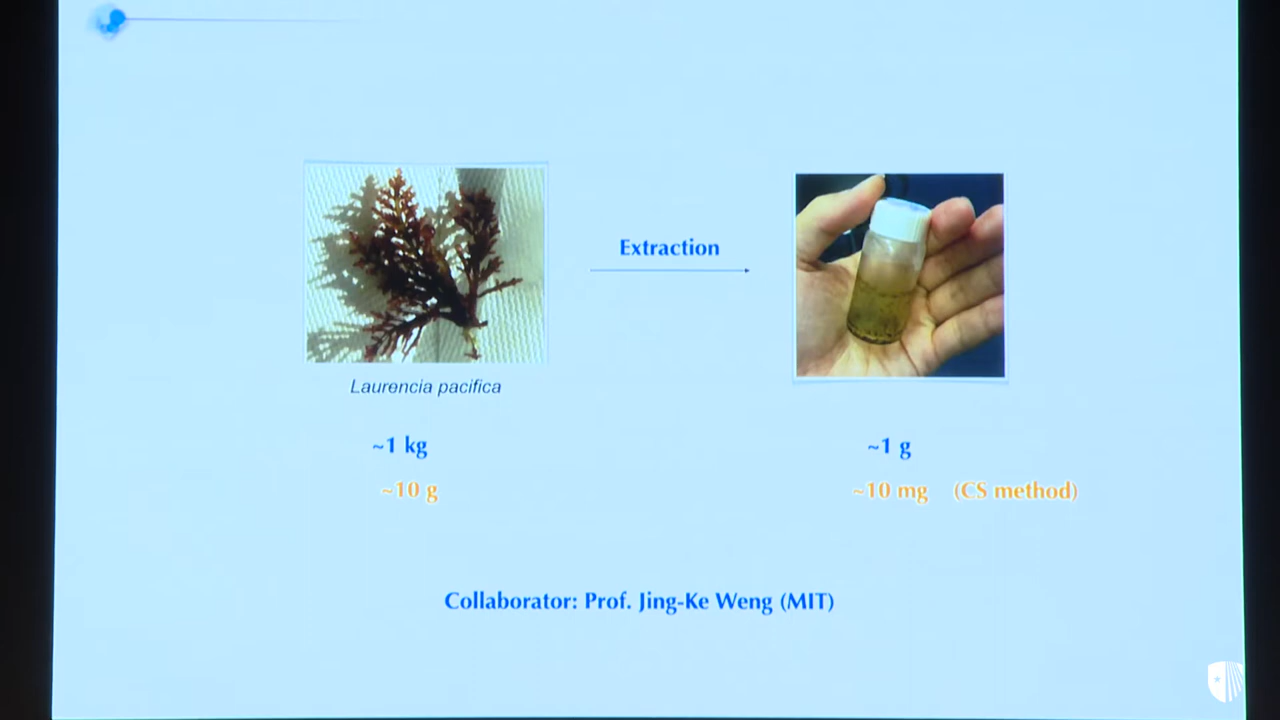 Extraction
Laurencia pacifica
~1 kg
~1 g
~10 g
~10 mg (CS method)
Collaborator: Prof. Jing-Ke Weng (MIT)